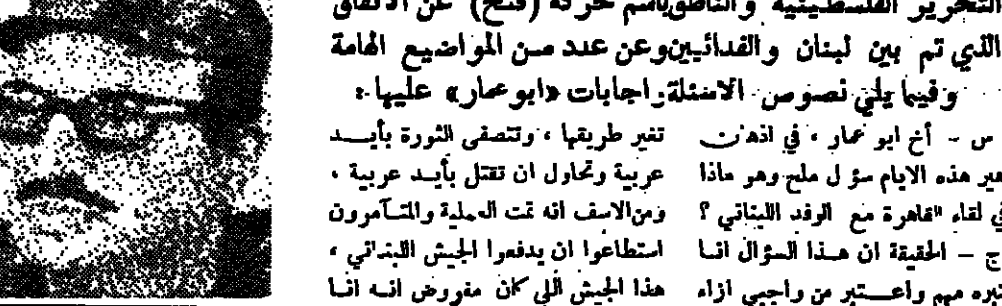 التحرير الفلسطينية والناطق باسم حركة (فتح) عن الاتفاق
الذي تم بين لبنان والفدائيين وعن عدد من المواضيع الهامة
وفيما يلي نصوص الاسئلة واجابات «ابو عمار» عليها :
س - أخ ابو عمار ، في اذهان
هذه الايام سؤ ل ملح وهو ماذا
في لقاء القاهرة مع الوفد اللبناني ؟
ج - الحقيقة ان هذا السؤال انا
مهم واعتبر من واجبي ازاء
تغير طريقها ، وتتصفى الثورة بأيد
عربية وتحاول ان تقتل بأيد عربية ،
ومن الاسف انه تمت العملية والمتآمرون
استطاعوا ان يدفعوا الجيش اللبناني ،
هذا الجيش اللي كان مفروض انه انا